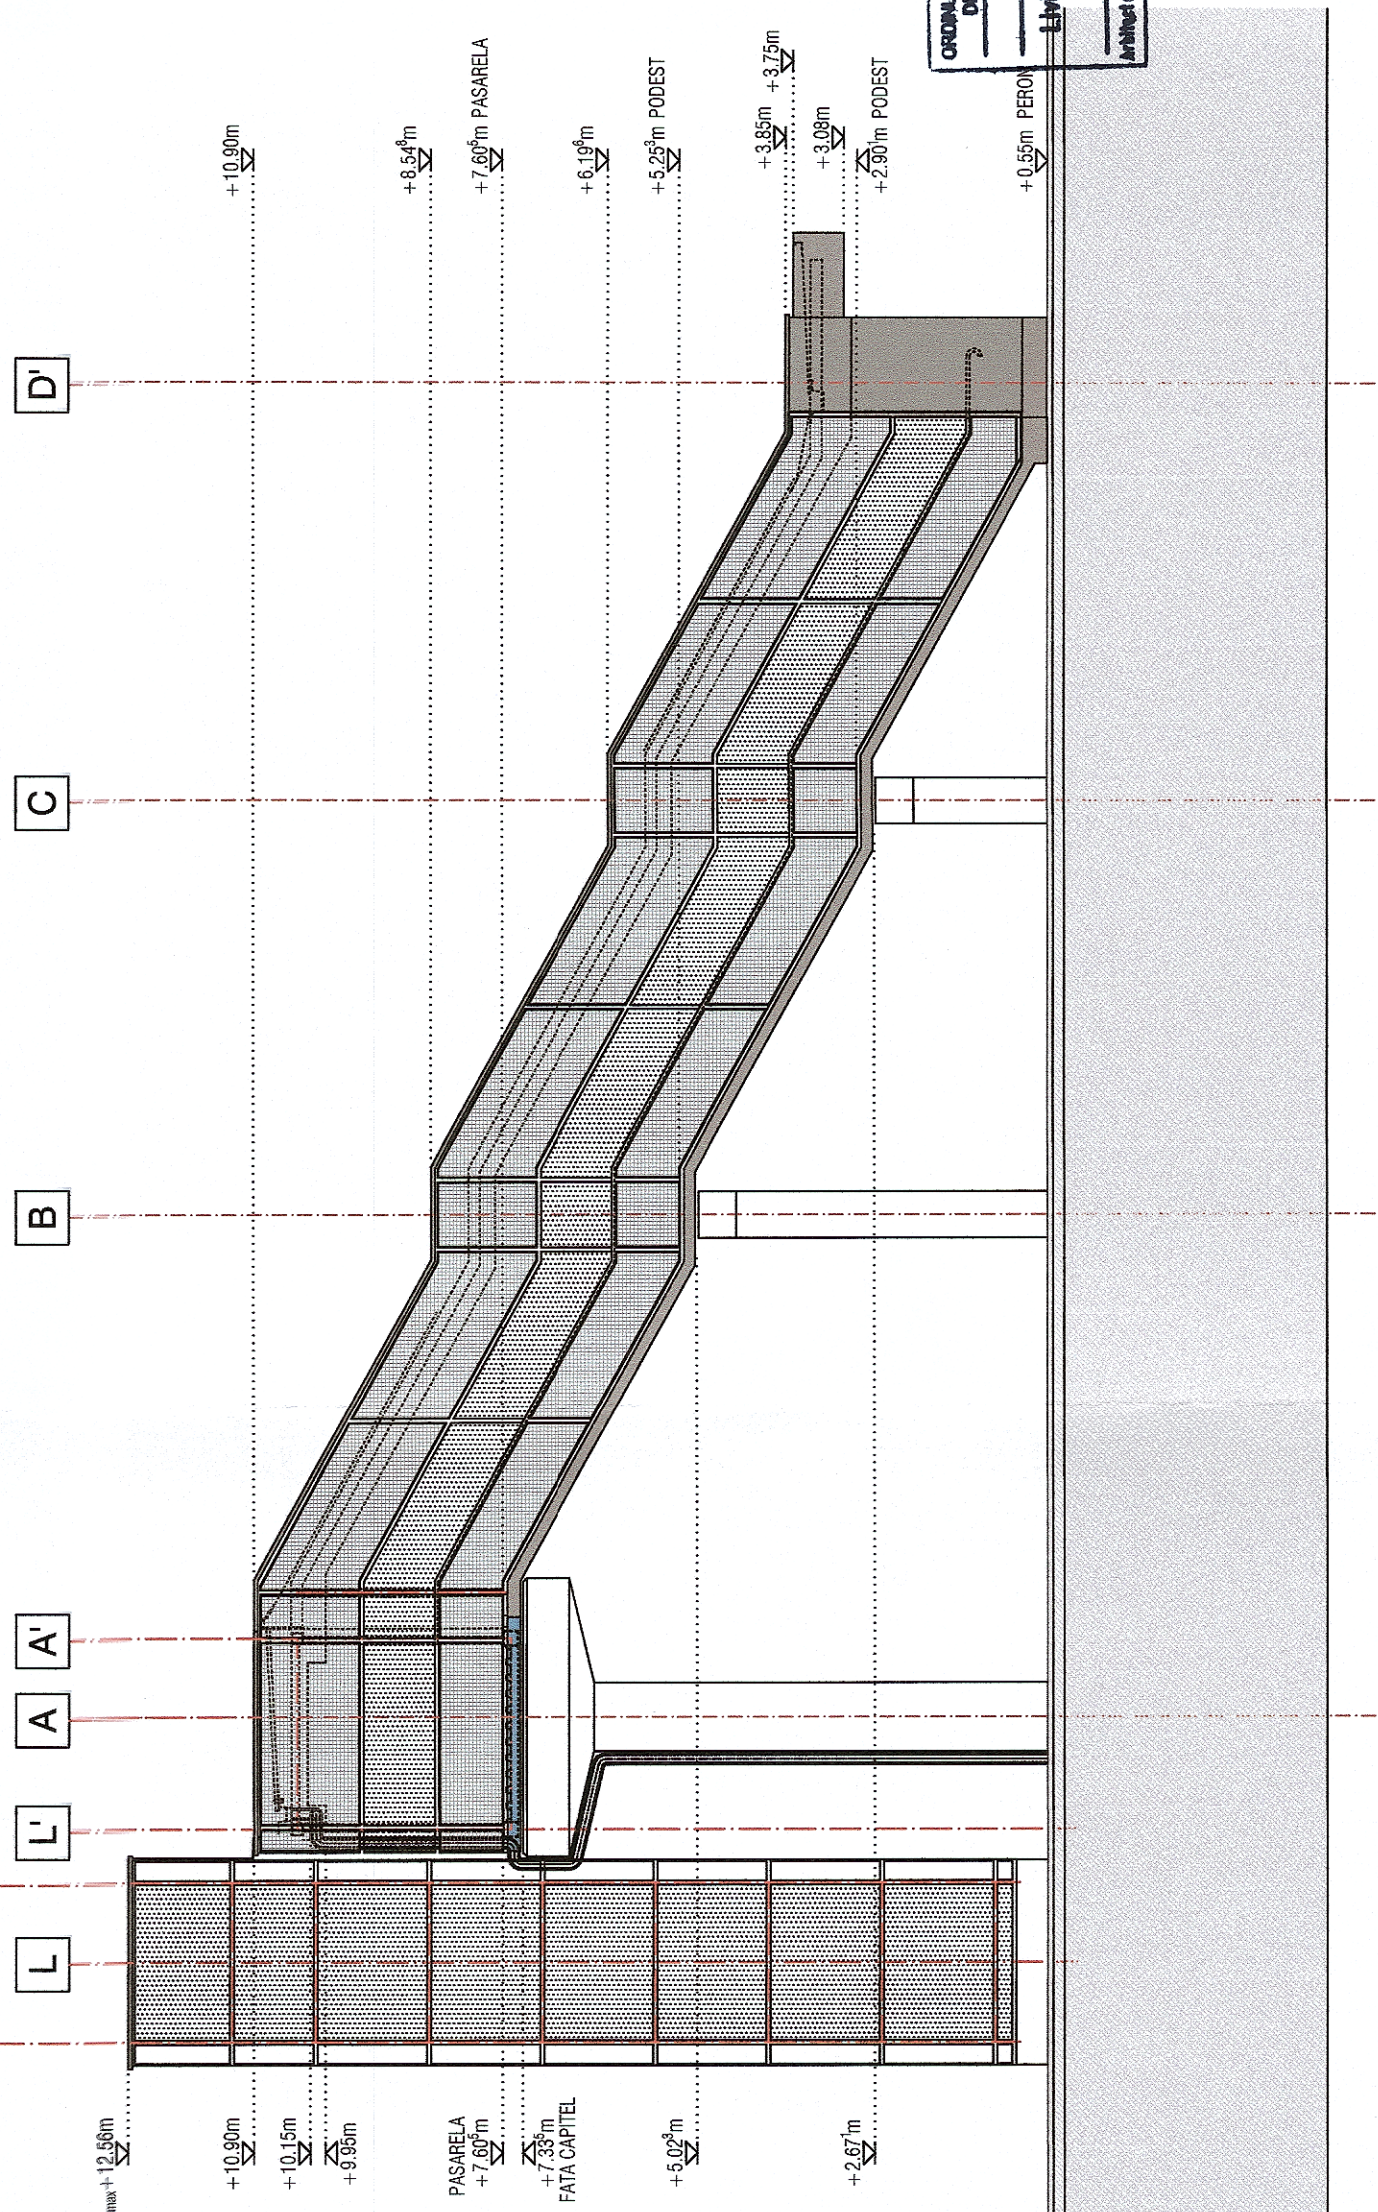 L
L'
A
A'
B
C
D'
max +12.56m
+10.90m
+10.15m
+9.95m
PASARELA
+7.60⁵m
+7.33⁵m
FATA CAPITEL
+5.02³m
+2.67¹m
+10.90m
+8.54⁸m
+7.60⁵m PASARELA
+6.19⁶m
+5.25³m PODEST
+3.85m
+3.75m
+3.08m
+2.90¹m PODEST
+0.55m PERON